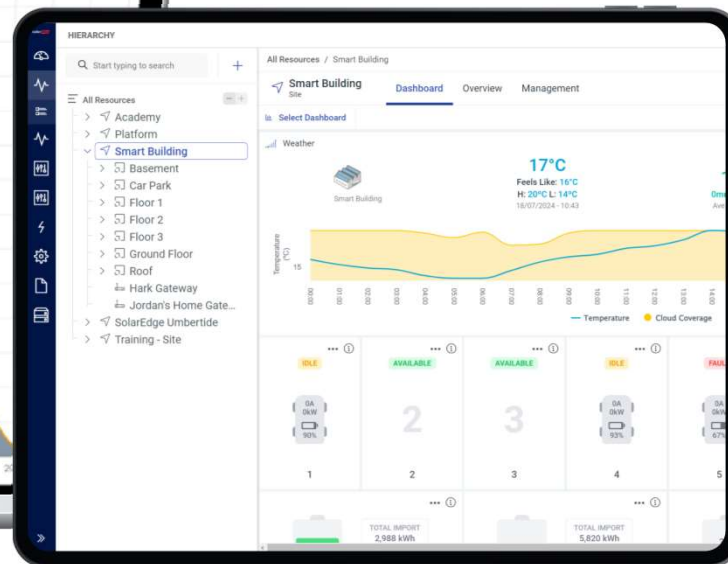 HIERARCHY
Start typing to search
+
All Resources
Academy
Platform
Smart Building
Basement
Car Park
Floor 1
Floor 2
Floor 3
Ground Floor
Roof
Hark Gateway
Jordan's Home Gate...
SolarEdge Umbertide
Training - Site
All Resources / Smart Building
Smart Building
Site
Dashboard Overview Management
Select Dashboard
Weather
Smart Building
17°C
Feels Like: 16°C
H: 20°C L: 14°C
18/07/2024 - 10:43
Temperature
(°C)
15
00:00 01:00 02:00 03:00 04:00 05:00 06:00 07:00 08:00 09:00 10:00 11:00 12:00 13:00 14:00
Temperature Cloud Coverage
IDLE AVAILABLE AVAILABLE IDLE
0A
0kW
90%
2
3
0A
0kW
93%
67%
1 2 3 4 5
TOTAL IMPORT
2,988 kWh
TOTAL IMPORT
5,820 kWh